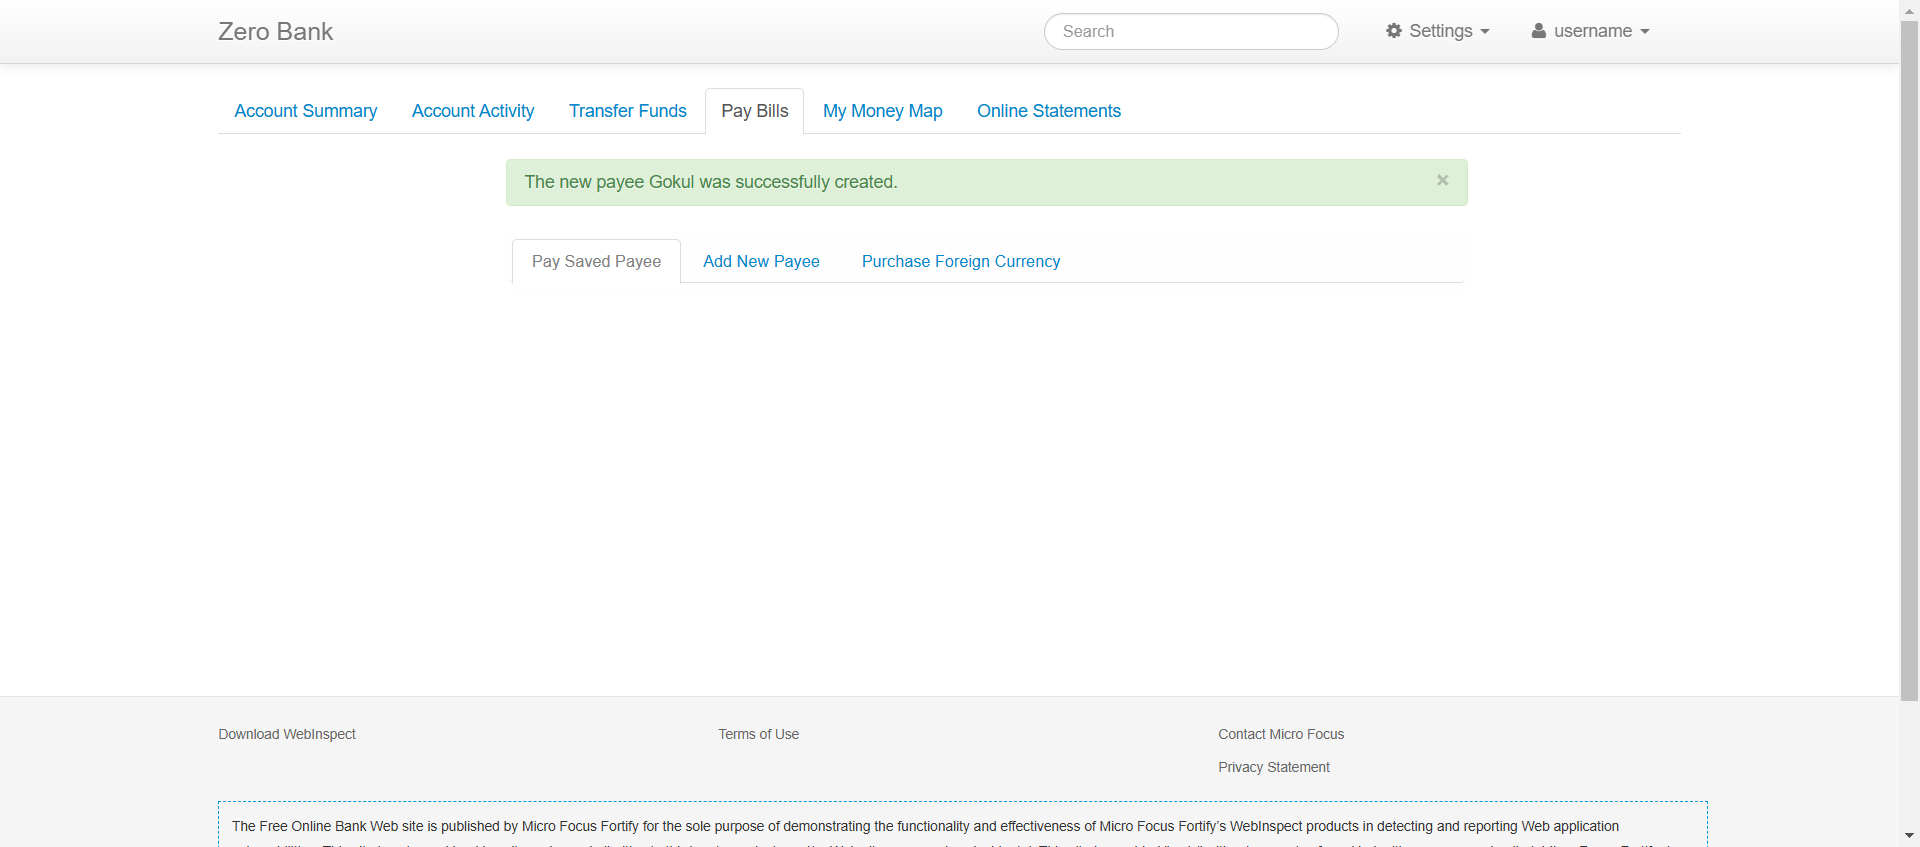 Zero Bank
Search
Settings
username
Account Summary
Account Activity
Transfer Funds
Pay Bills
My Money Map
Online Statements
The new payee Gokul was successfully created.
×
Pay Saved Payee
Add New Payee
Purchase Foreign Currency
Download WebInspect
Terms of Use
Contact Micro Focus
Privacy Statement
The Free Online Bank Web site is published by Micro Focus Fortify for the sole purpose of demonstrating the functionality and effectiveness of Micro Focus Fortify's WebInspect products in detecting and reporting Web application